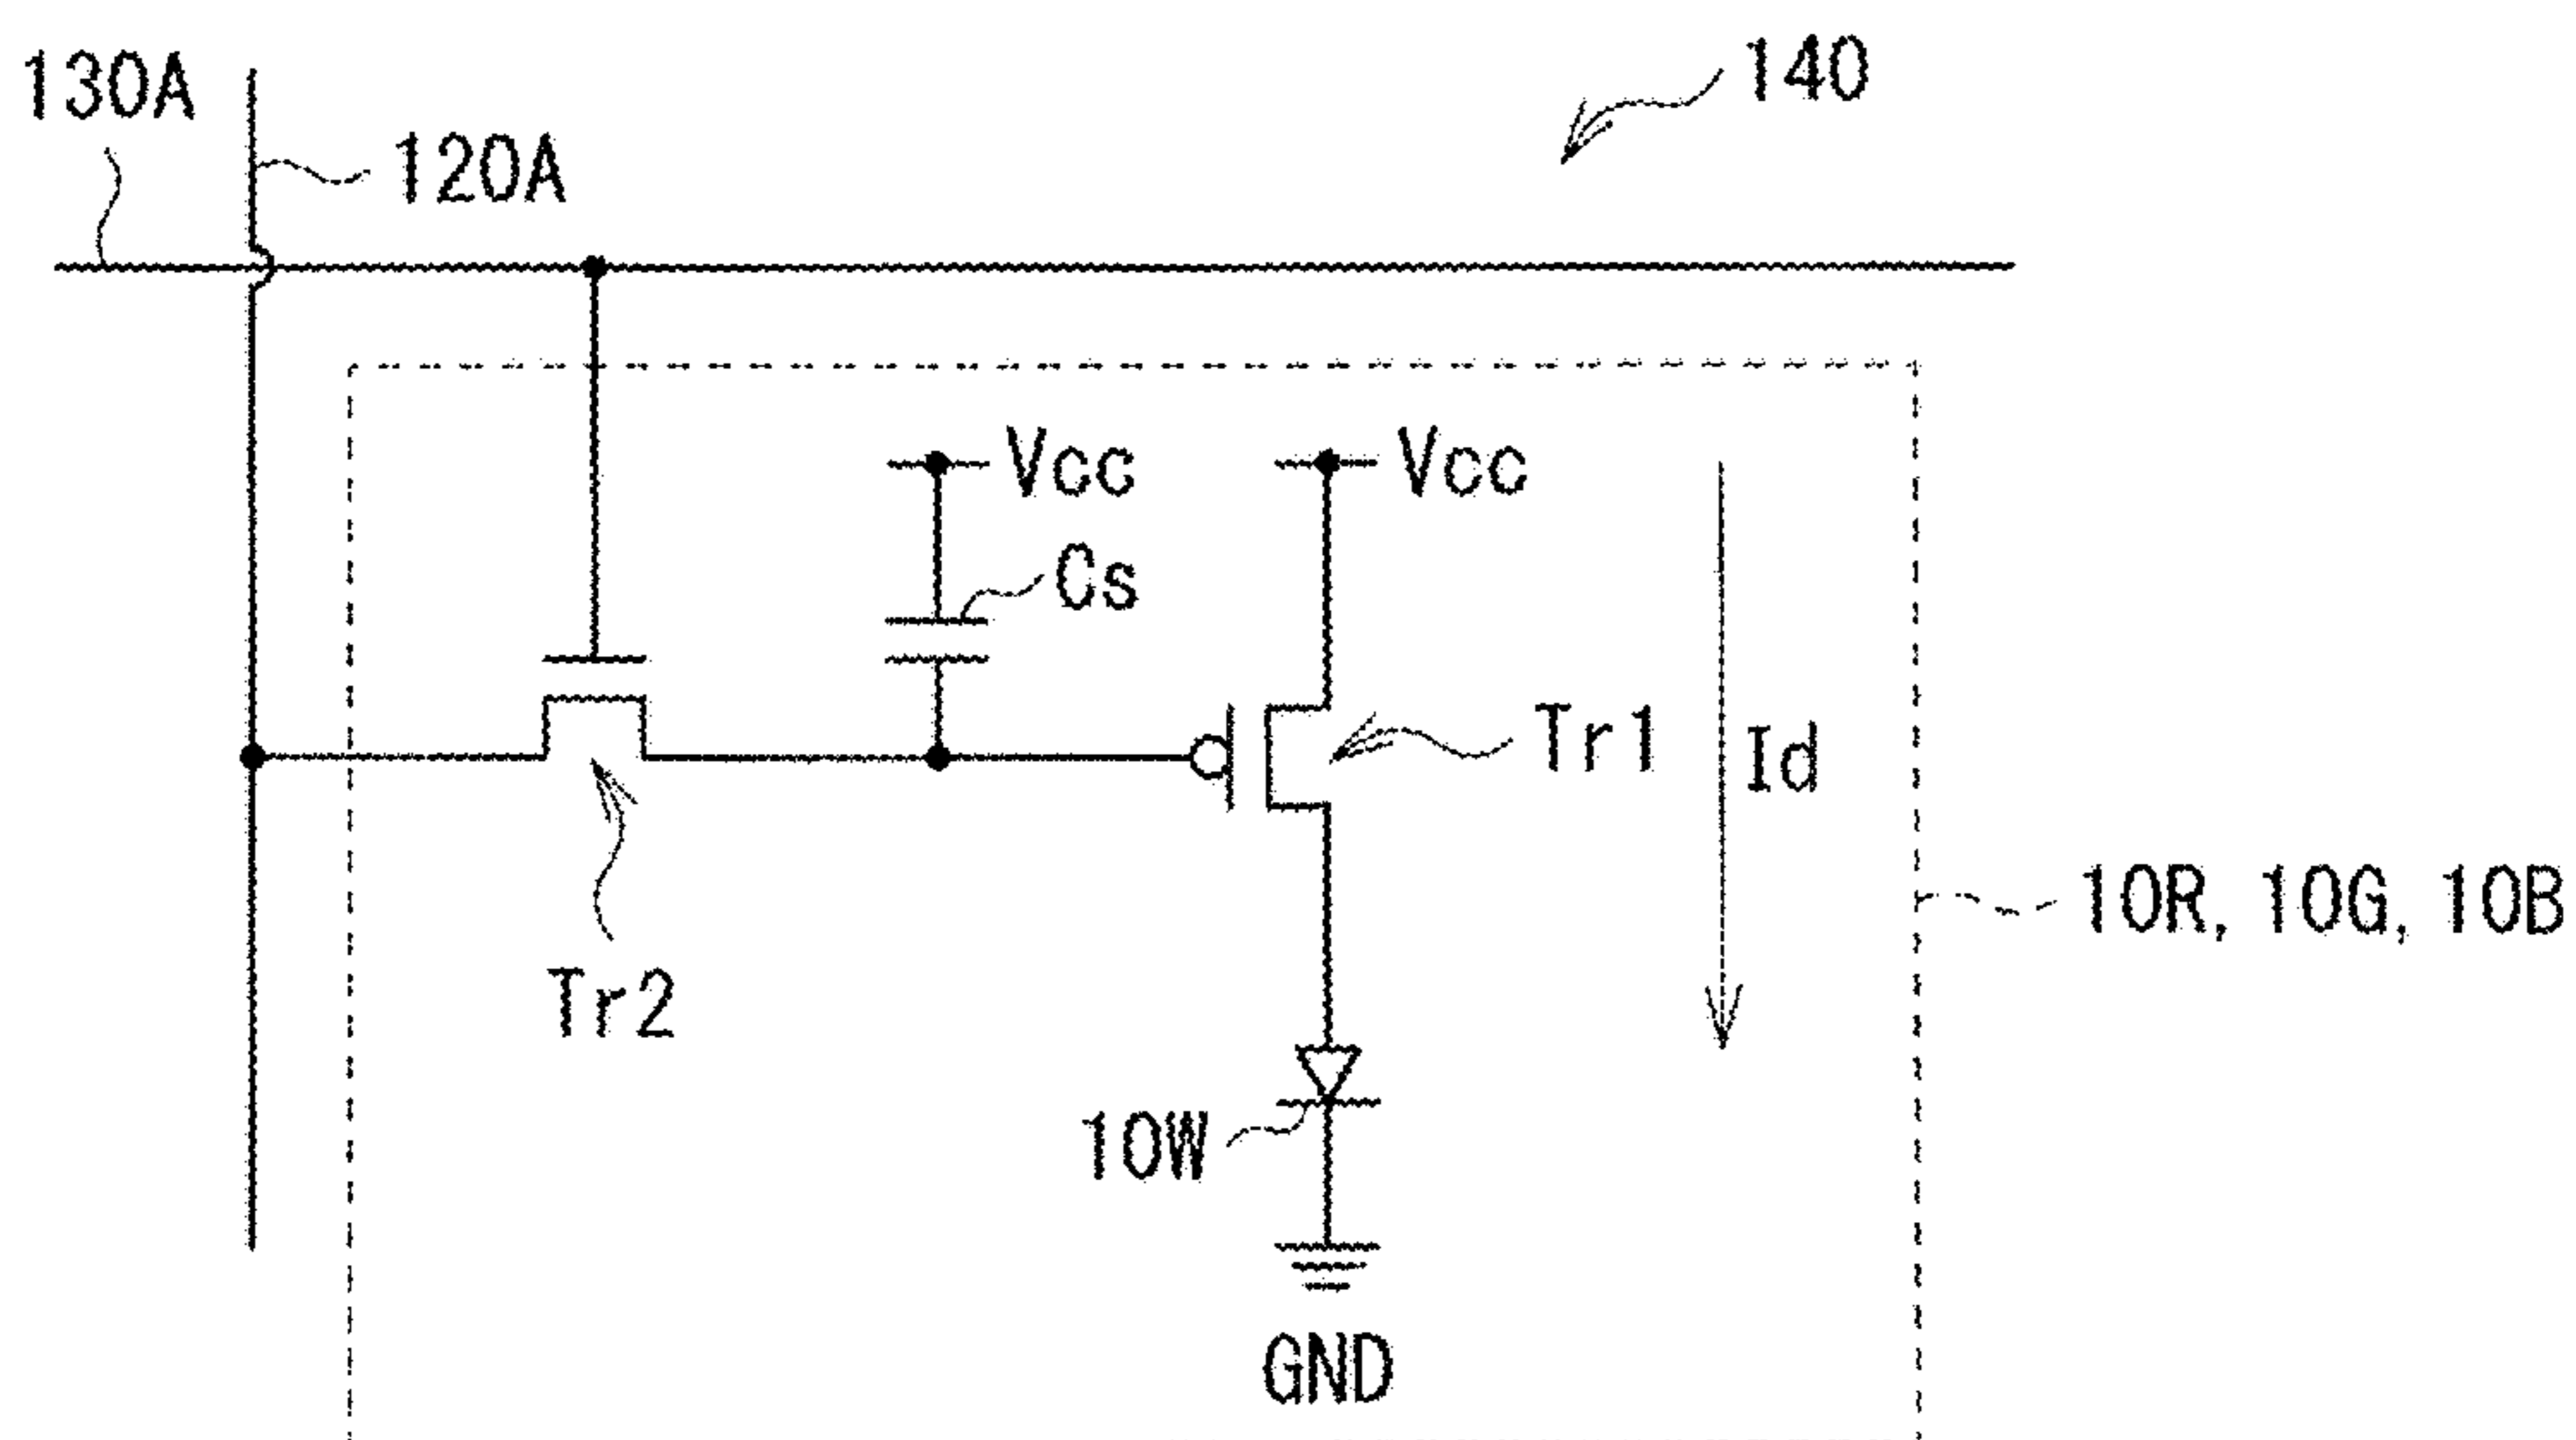 130A
140
120A
Vcc
Vcc
Cs
Tr1
Id
10R, 10G, 10B
Tr2
10W
GND